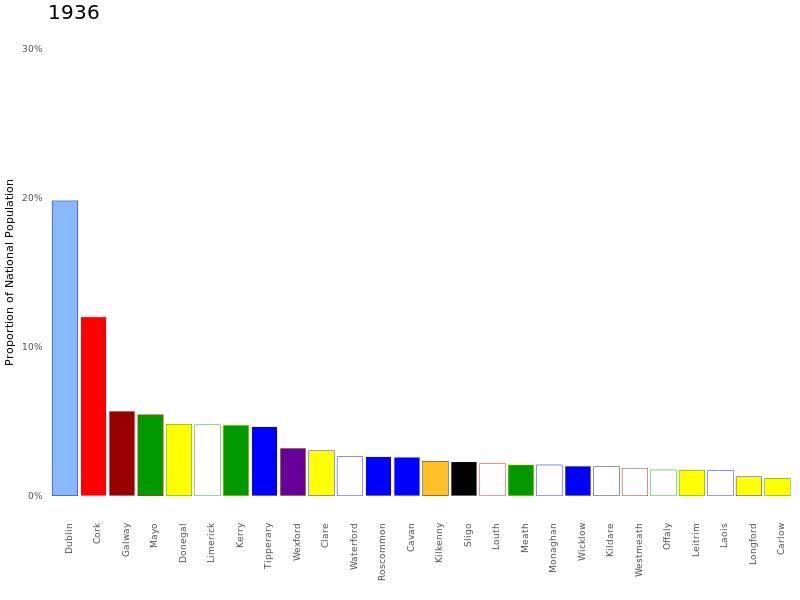 1936
30%
20%
10%
0%
Proportion of National Population
Dublin
Cork
Galway
Mayo
Donegal
Limerick
Kerry
Tipperary
Wexford
Clare
Waterford
Roscommon
Cavan
Kilkenny
Sligo
Louth
Meath
Monaghan
Wicklow
Kildare
Westmeath
Offaly
Leitrim
Laois
Longford
Carlow